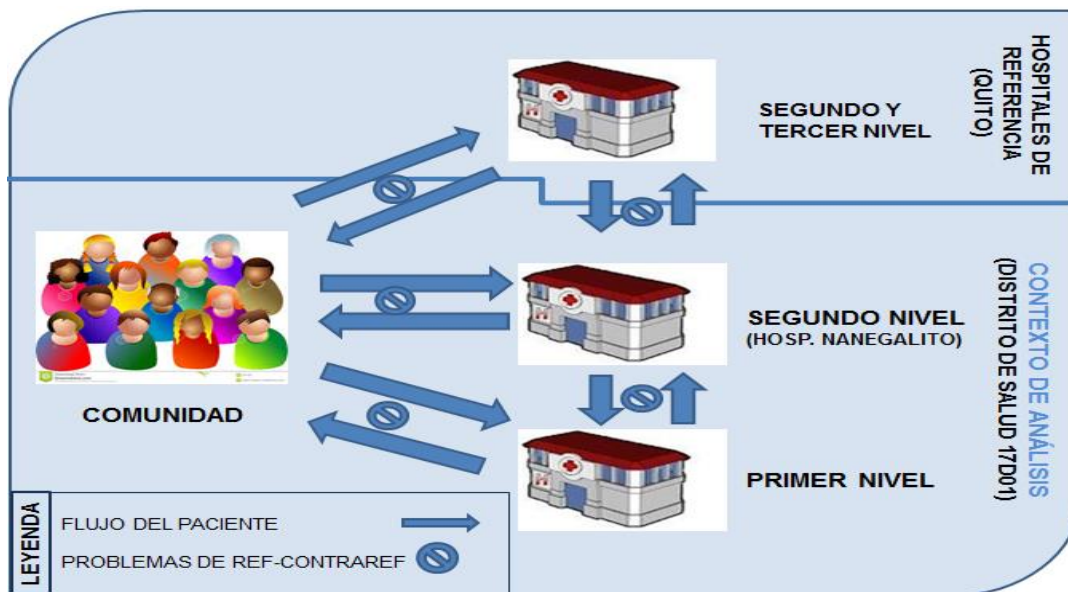 HOSPITALES DE
REFERENCIA
(QUITO)
SEGUNDO Y
TERCER NIVEL
CONTEXTO DE ANÁLISIS
(DISTRITO DE SALUD 17D01)
SEGUNDO NIVEL
(HOSP. NANEGALITO)
COMUNIDAD
PRIMER NIVEL
LEYENDA
FLUJO DEL PACIENTE
PROBLEMAS DE REF-CONTRAREF